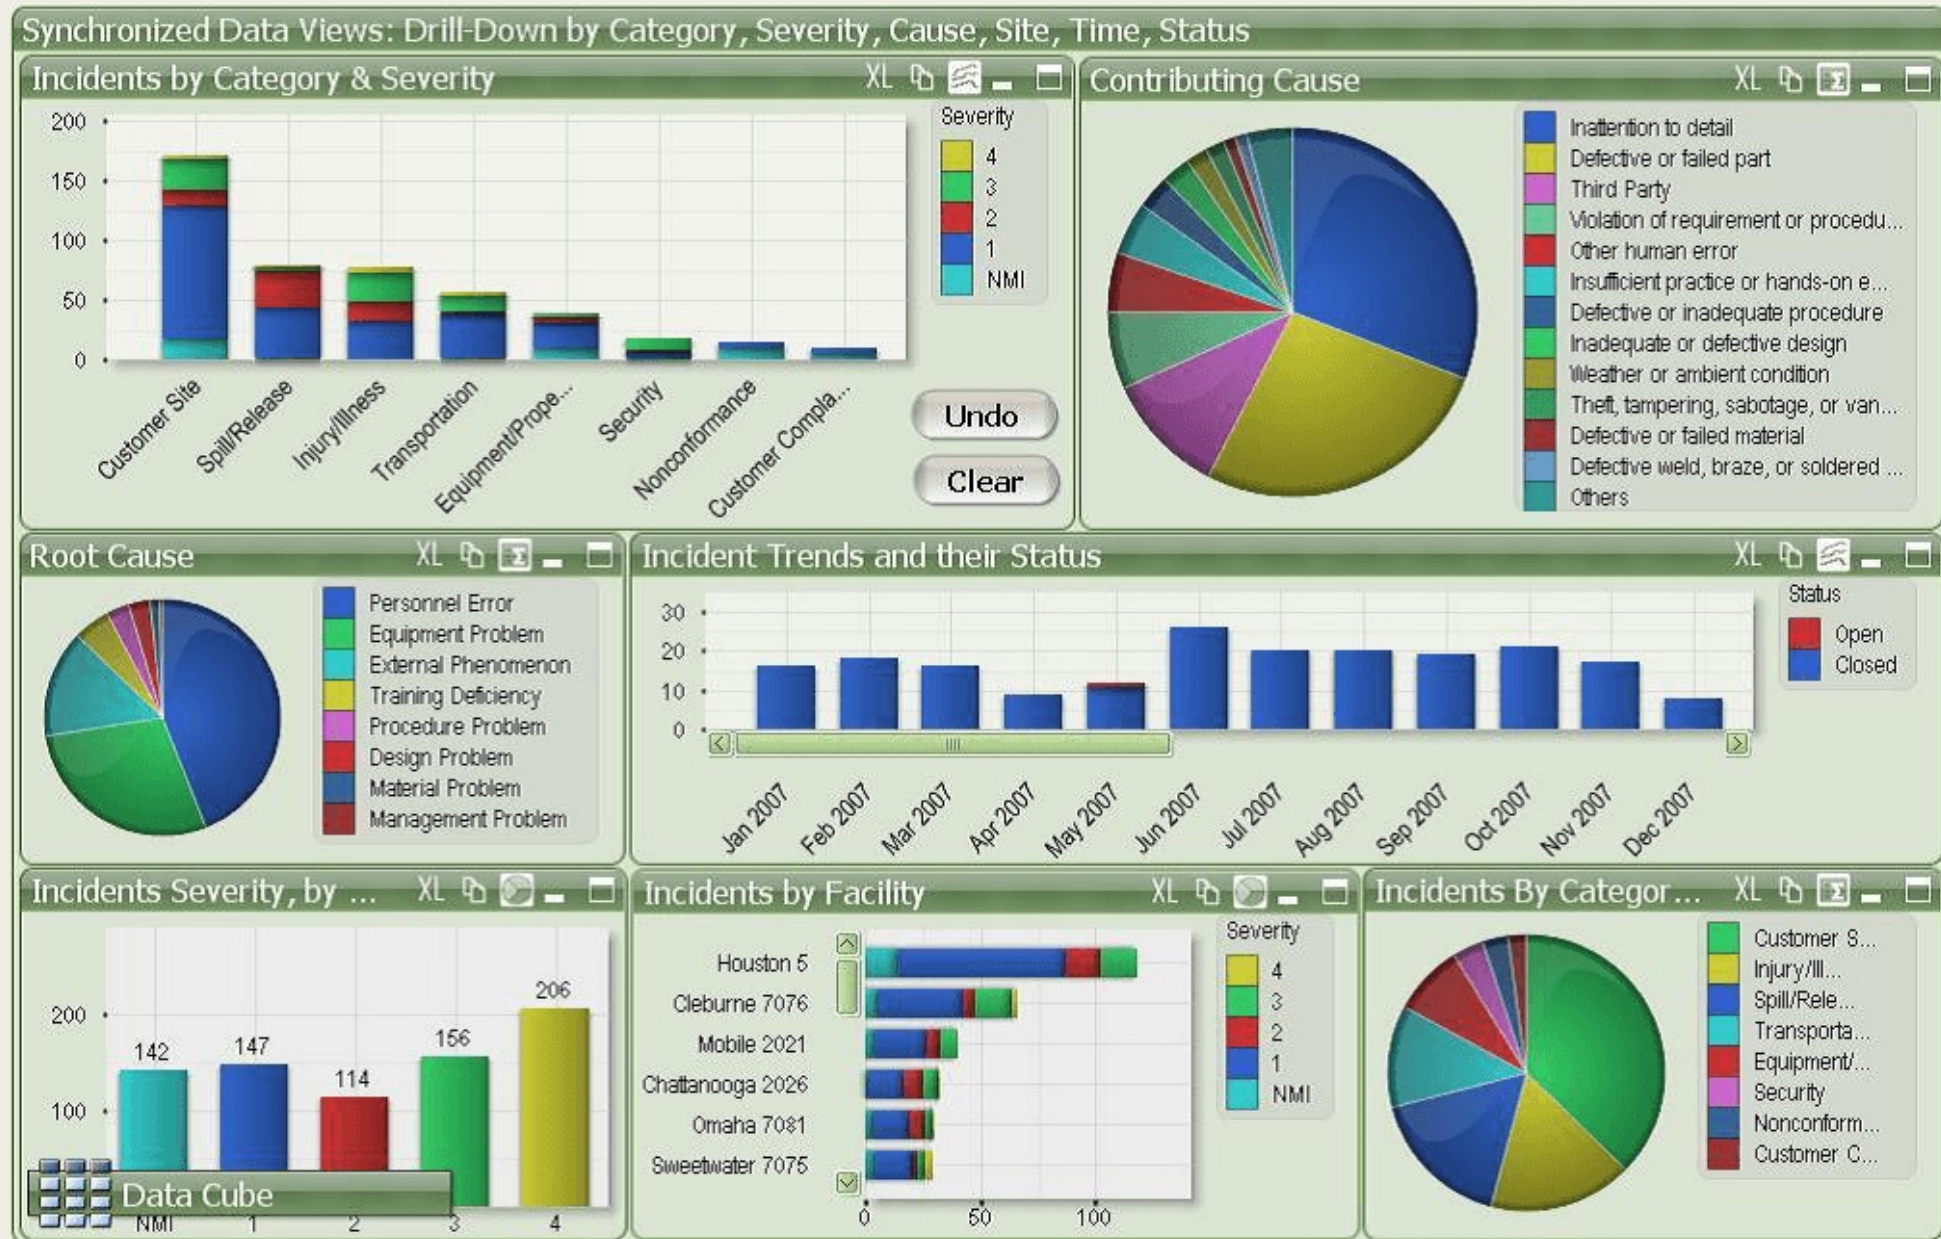 Synchronized Data Views: Drill-Down by Category, Severity, Cause, Site, Time, Status
Incidents by Category & Severity
XL
200
150
100
50
0
Customer Site
Spill/Release
Injury/Illness
Transportation
Equipment/Prope...
Security
Nonconformance
Customer Compla...
Severity
4
3
2
1
NMI
Undo
Clear
Contributing Cause
XL
Inattention to detail
Defective or failed part
Third Party
Violation of requirement or procedu...
Other human error
Insufficient practice or hands-on e...
Defective or inadequate procedure
Inadequate or defective design
Weather or ambient condition
Theft, tampering, sabotage, or van...
Defective or failed material
Defective weld, braze, or soldered ...
Others
Root Cause
XL
Personnel Error
Equipment Problem
External Phenomenon
Training Deficiency
Procedure Problem
Design Problem
Material Problem
Management Problem
Incident Trends and their Status
XL
30
20
10
0
Jan 2007
Feb 2007
Mar 2007
Apr 2007
May 2007
Jun 2007
Jul 2007
Aug 2007
Sep 2007
Oct 2007
Nov 2007
Dec 2007
Status
Open
Closed
Incidents Severity, by ...
XL
200
100
142
147
114
156
206
NMI
1
2
3
4
Data Cube
Incidents by Facility
XL
Houston 5
Cleburne 7076
Mobile 2021
Chattanooga 2026
Omaha 7081
Sweetwater 7075
0
50
100
Severity
4
3
2
1
NMI
Incidents By Categor...
XL
Customer S...
Injury/Ill...
Spill/Rele...
Transporta...
Equipment/...
Security
Nonconform...
Customer C...